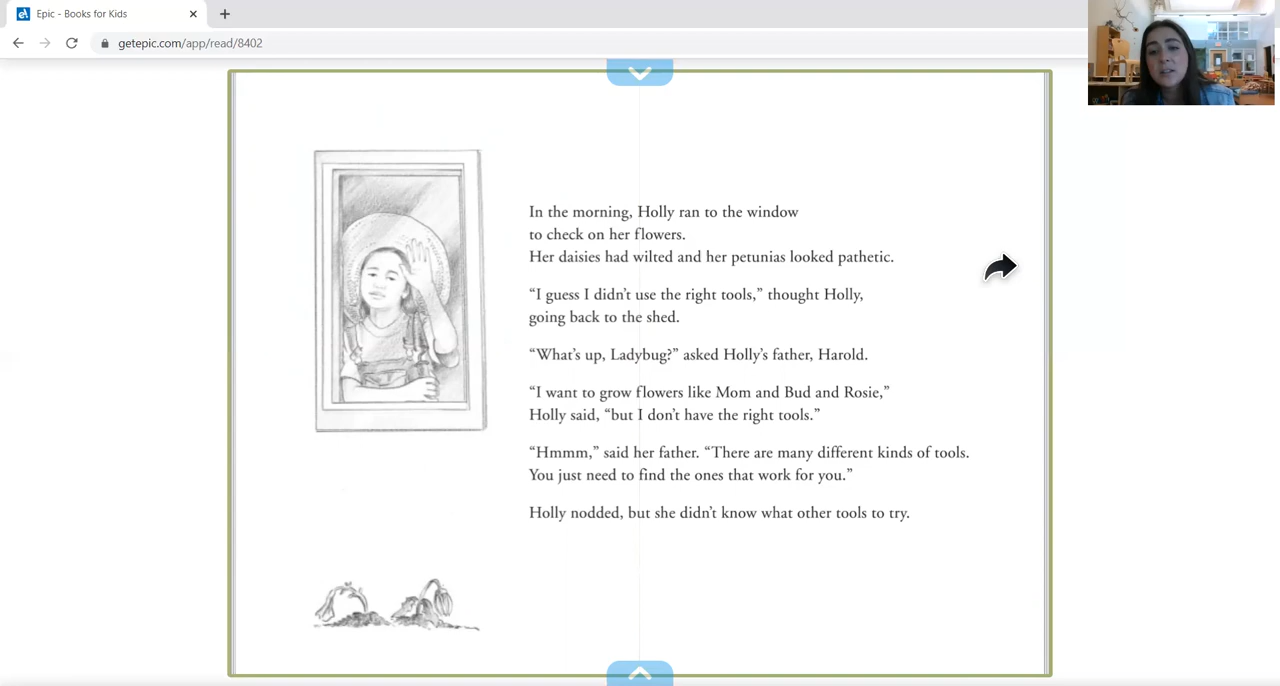 Epic - Books for Kids
getepic.com/app/read/8402
In the morning, Holly ran to the window
to check on her flowers.
Her daisies had wilted and her petunias looked pathetic.
“I guess I didn’t use the right tools,” thought Holly,
going back to the shed.
“What’s up, Ladybug?” asked Holly’s father, Harold.
“I want to grow flowers like Mom and Bud and Rosie,”
Holly said, “but I don’t have the right tools.”
“Hmmm,” said her father. “There are many different kinds of tools.
You just need to find the ones that work for you.”
Holly nodded, but she didn’t know what other tools to try.